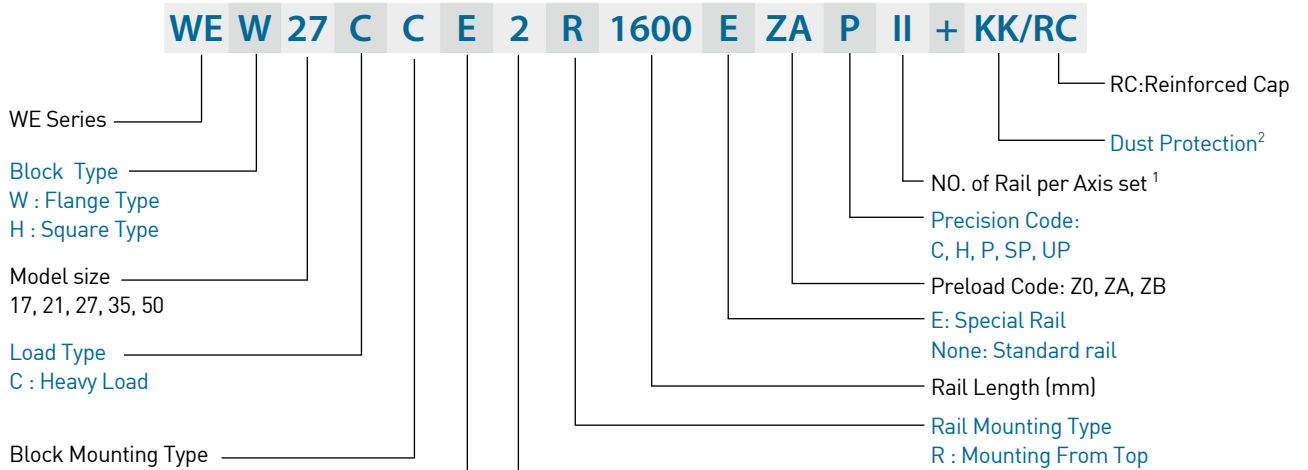 WE W 27 C C E 2 R 1600 E ZA P II + KK/RC
WE Series
Block Type
W : Flange Type
H : Square Type
Model size
17, 21, 27, 35, 50
Load Type
C : Heavy Load
Block Mounting Type
RC:Reinforced Cap
Dust Protection²
NO. of Rail per Axis set ¹
Precision Code:
C, H, P, SP, UP
Preload Code: Z0, ZA, ZB
E: Special Rail
None: Standard rail
Rail Length (mm)
Rail Mounting Type
R : Mounting From Top